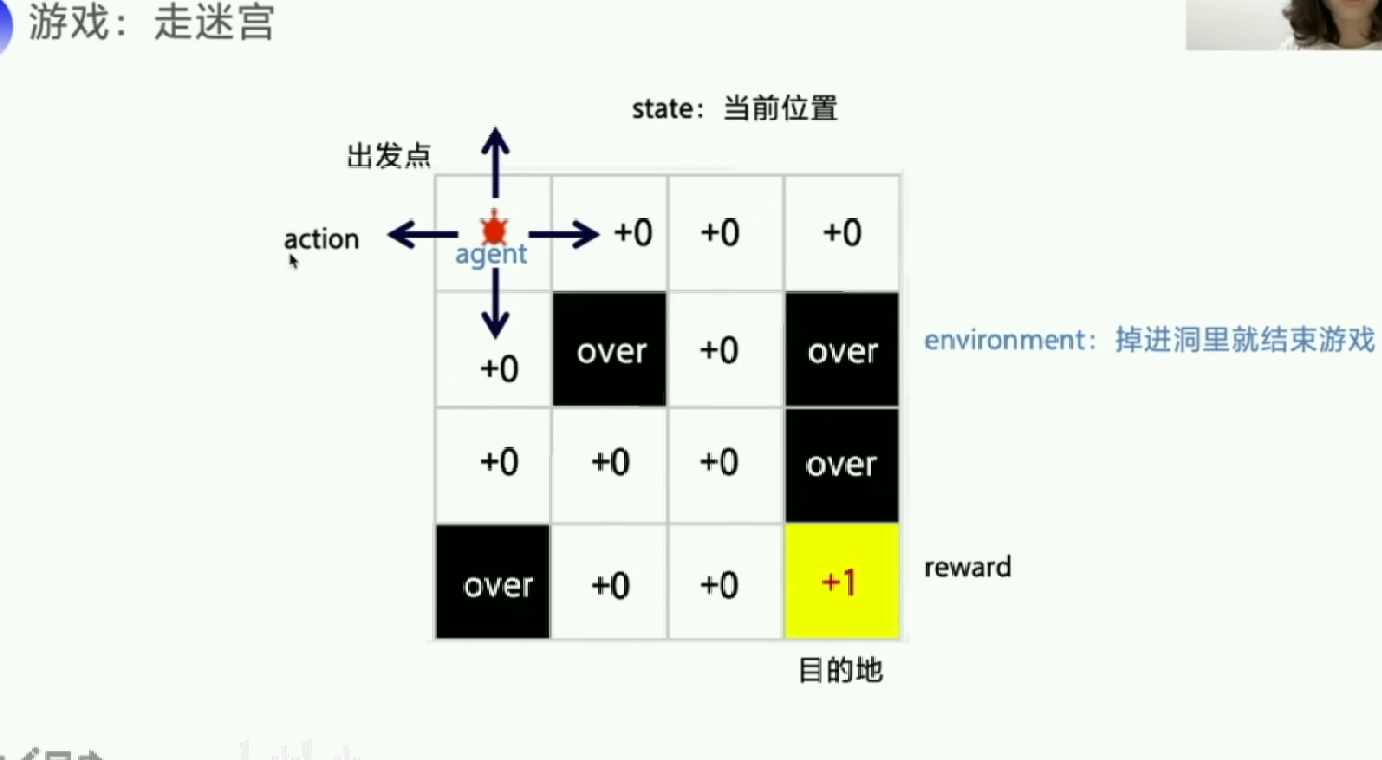 游戏：走迷宫
state：当前位置
出发点
action
agent
+0
+0
+0
+0
over
+0
over
environment：掉进洞里就结束游戏
+0
+0
+0
over
over
+0
+0
+1
reward
目的地